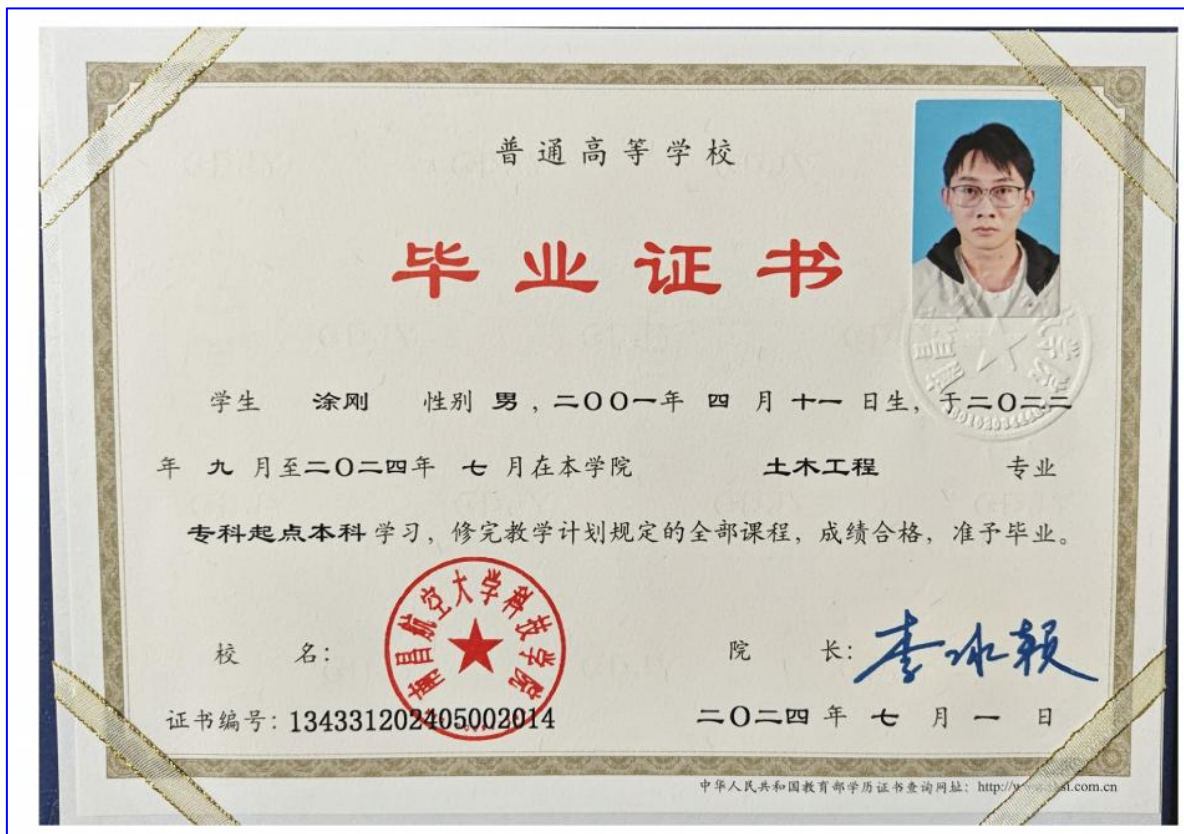 普通高等学校
毕业证书
学生 涂刚 性别 男，二〇〇一年 四 月 十一 日生，于二〇二二
年 九 月至二〇二四年 七 月在本学院 土木工程 专业
专科起点本科 学习，修完教学计划规定的全部课程，成绩合格，准予毕业。
校 名：
南昌航空大学科技学院
院 长：
证书编号：134331202405002014
二〇二四 年 七 月 一 日
中华人民共和国教育部学历证书查询网址：http://